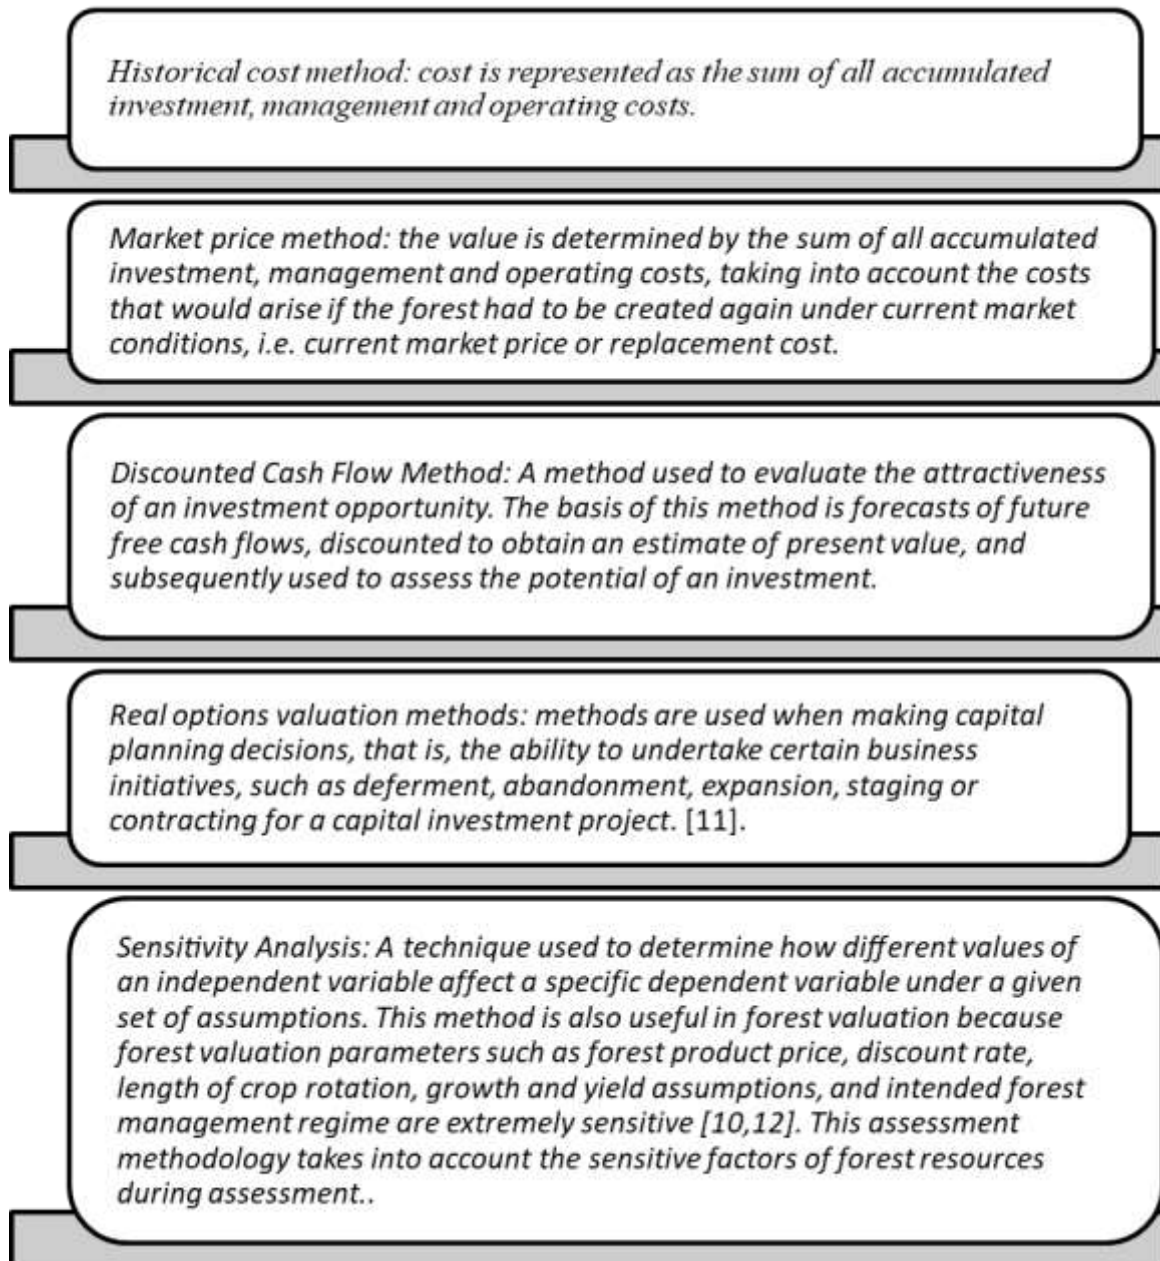 Historical cost method: cost is represented as the sum of all accumulated
investment, management and operating costs.
Market price method: the value is determined by the sum of all accumulated
investment, management and operating costs, taking into account the costs
that would arise if the forest had to be created again under current market
conditions, i.e. current market price or replacement cost.
Discounted Cash Flow Method: A method used to evaluate the attractiveness
of an investment opportunity. The basis of this method is forecasts of future
free cash flows, discounted to obtain an estimate of present value, and
subsequently used to assess the potential of an investment.
Real options valuation methods: methods are used when making capital
planning decisions, that is, the ability to undertake certain business
initiatives, such as deferment, abandonment, expansion, staging or
contracting for a capital investment project. [11].
Sensitivity Analysis: A technique used to determine how different values of
an independent variable affect a specific dependent variable under a given
set of assumptions. This method is also useful in forest valuation because
forest valuation parameters such as forest product price, discount rate,
length of crop rotation, growth and yield assumptions, and intended forest
management regime are extremely sensitive [10,12]. This assessment
methodology takes into account the sensitive factors of forest resources
during assessment..